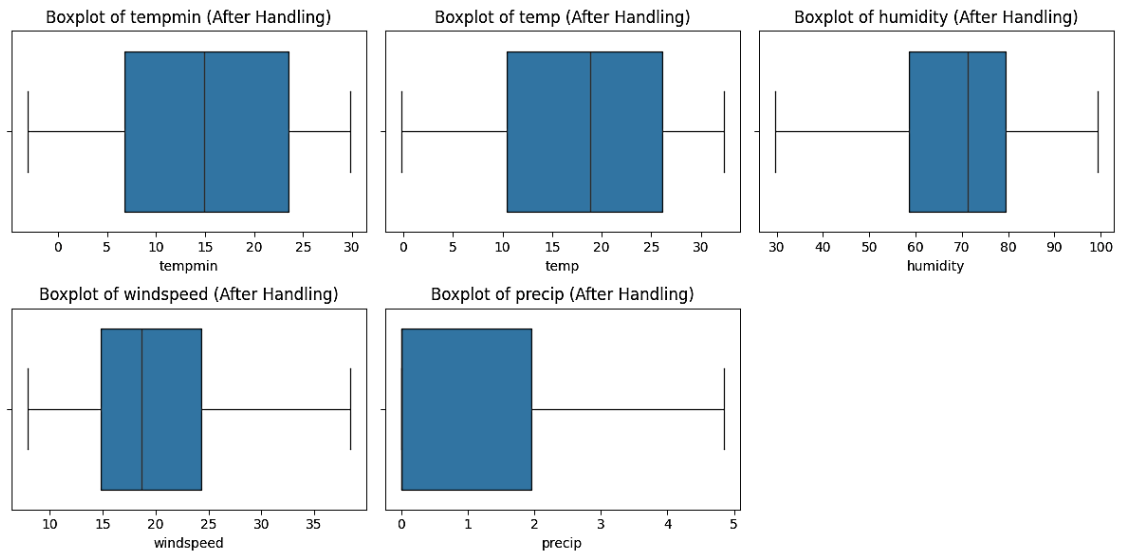 Boxplot of tempmin (After Handling)
Boxplot of temp (After Handling)
Boxplot of humidity (After Handling)
0 5 10 15 20 25 30
0 5 10 15 20 25 30
30 40 50 60 70 80 90 100
tempmin
temp
humidity
Boxplot of windspeed (After Handling)
Boxplot of precip (After Handling)
10 15 20 25 30 35
0 1 2 3 4 5
windspeed
precip